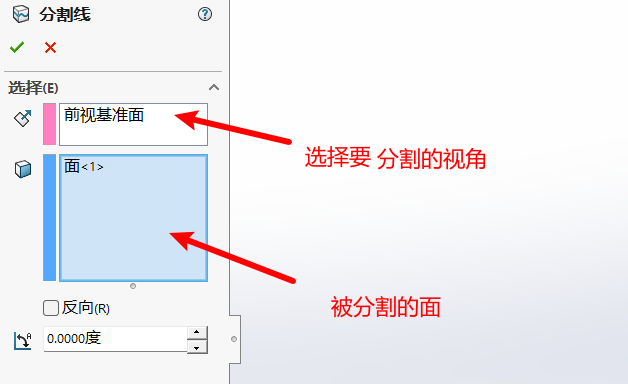 分割线
选择(E)
前视基准面
选择要 分割的视角
面<1>
被分割的面
反向(R)
0.0000度